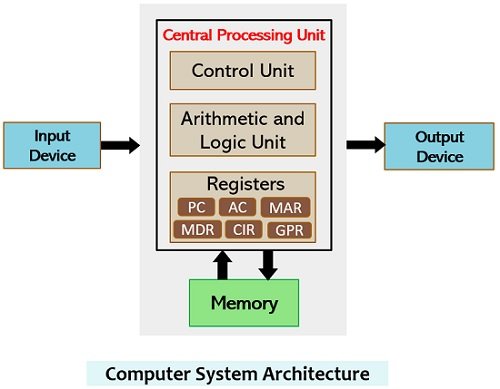 Central Processing Unit
Control Unit
Arithmetic and
Logic Unit
Input
Device
Output
Device
Registers
PC AC MAR
MDR CIR GPR
Memory
Computer System Architecture